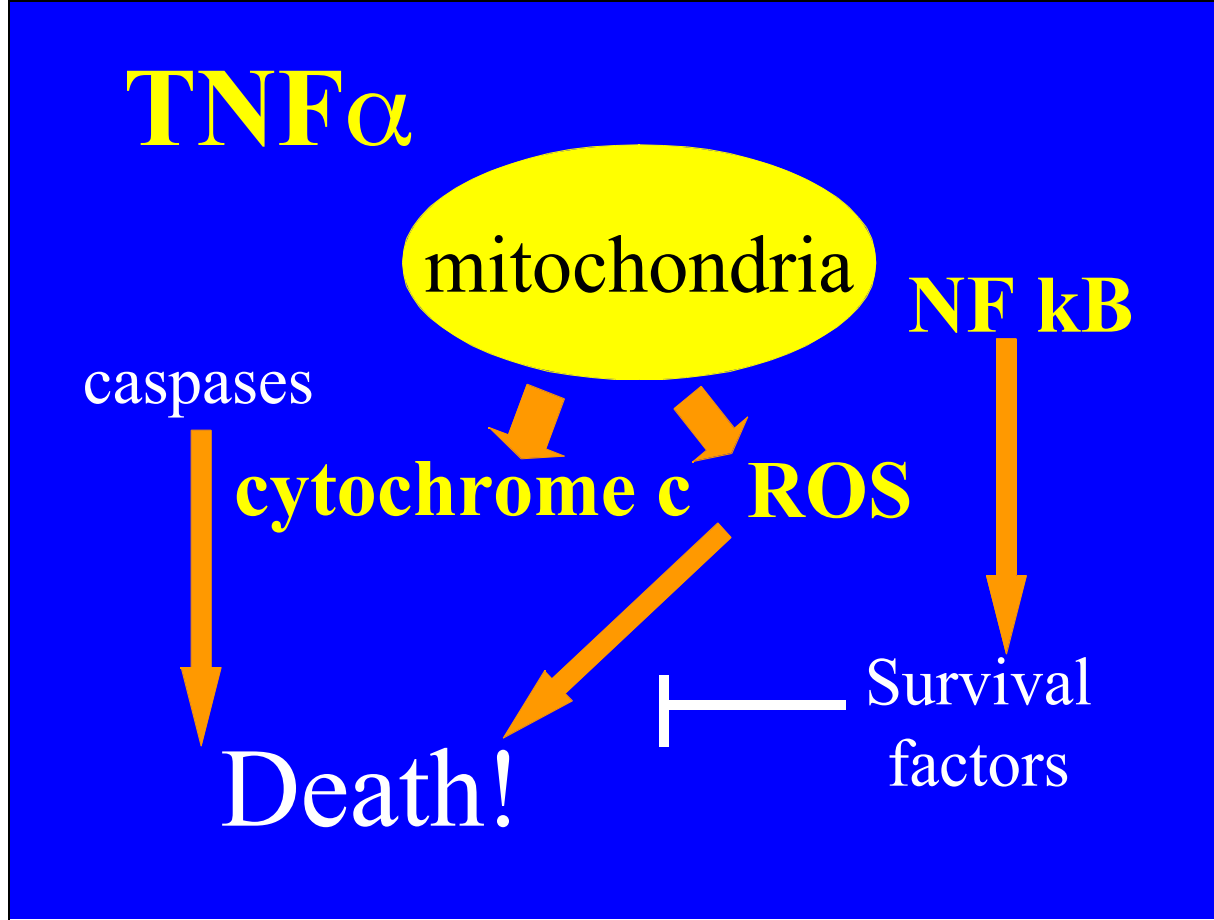 TNFα
mitochondria
NF kB
caspases
cytochrome c ROS
Survival
factors
Death!